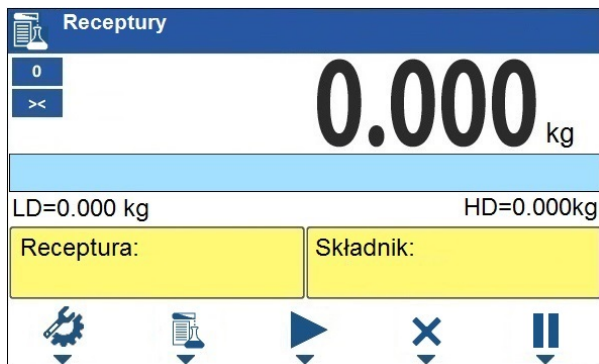 Receptury
0
><
0.000 kg
LD=0.000 kg HD=0.000kg
Receptura: Składnik: